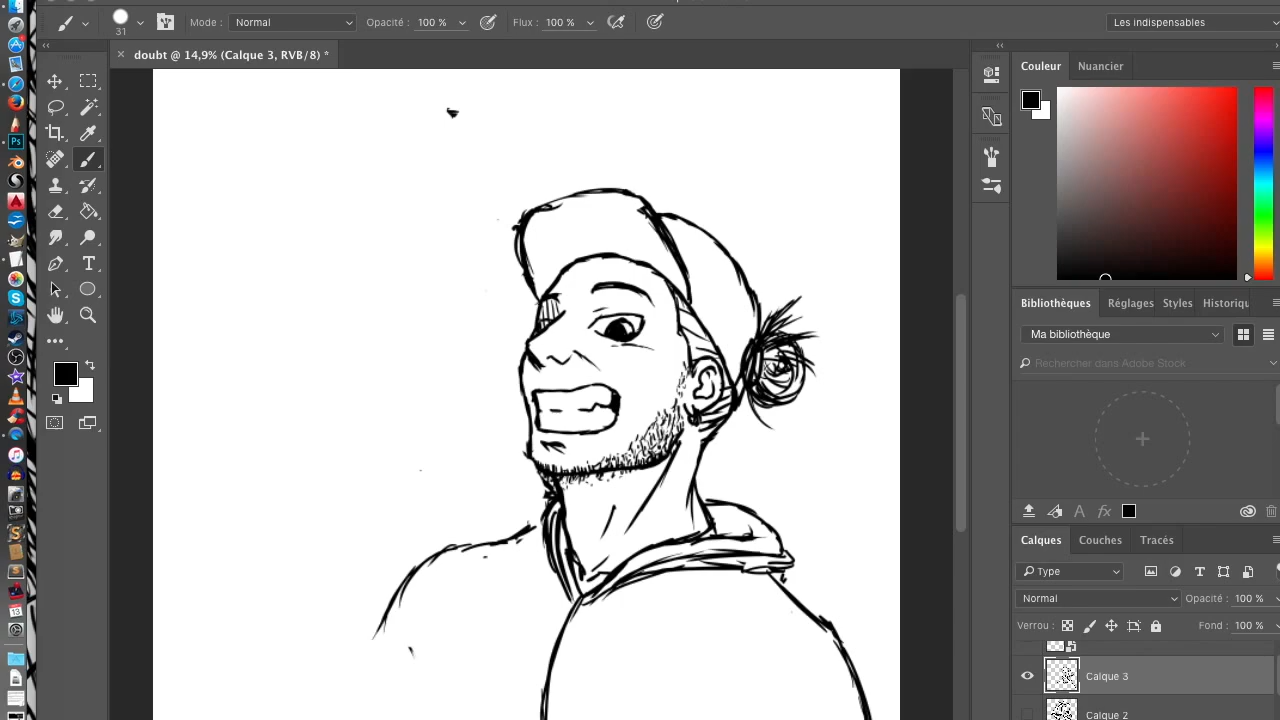 31
Mode : Normal
Opacité : 100 %
Flux : 100 %
Les indispensables
doubt @ 14,9% (Calque 3, RVB/8) *
Couleur
Nuancier
Ps
T
Bibliothèques
Réglages
Styles
Historiqu
Ma bibliothèque
Rechercher dans Adobe Stock
A
fx
Calques
Couches
Tracés
Type
T
Normal
Opacité : 100 %
Verrou :
Fond : 100 %
Calque 3
Calque 2